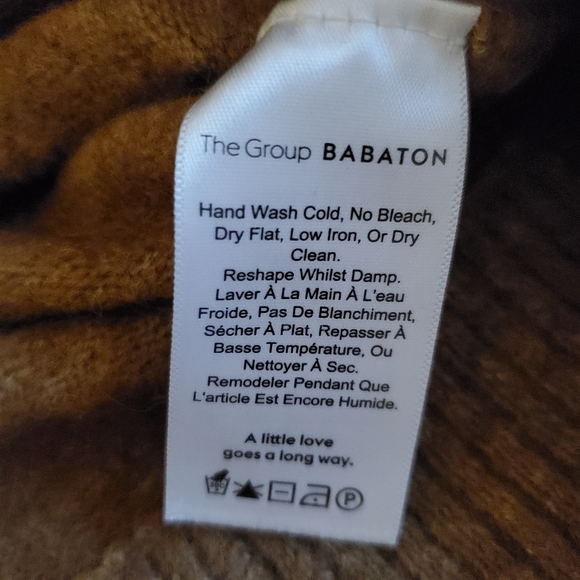 The Group BABATON
Hand Wash Cold, No Bleach,
Dry Flat, Low Iron, Or Dry
Clean.
Reshape Whilst Damp.
Laver À La Main À L'eau
Froide, Pas De Blanchiment,
Sécher À Plat, Repasser À
Basse Température, Ou
Nettoyer À Sec.
Remodeler Pendant Que
L'article Est Encore Humide.
A little love
goes a long way.
P